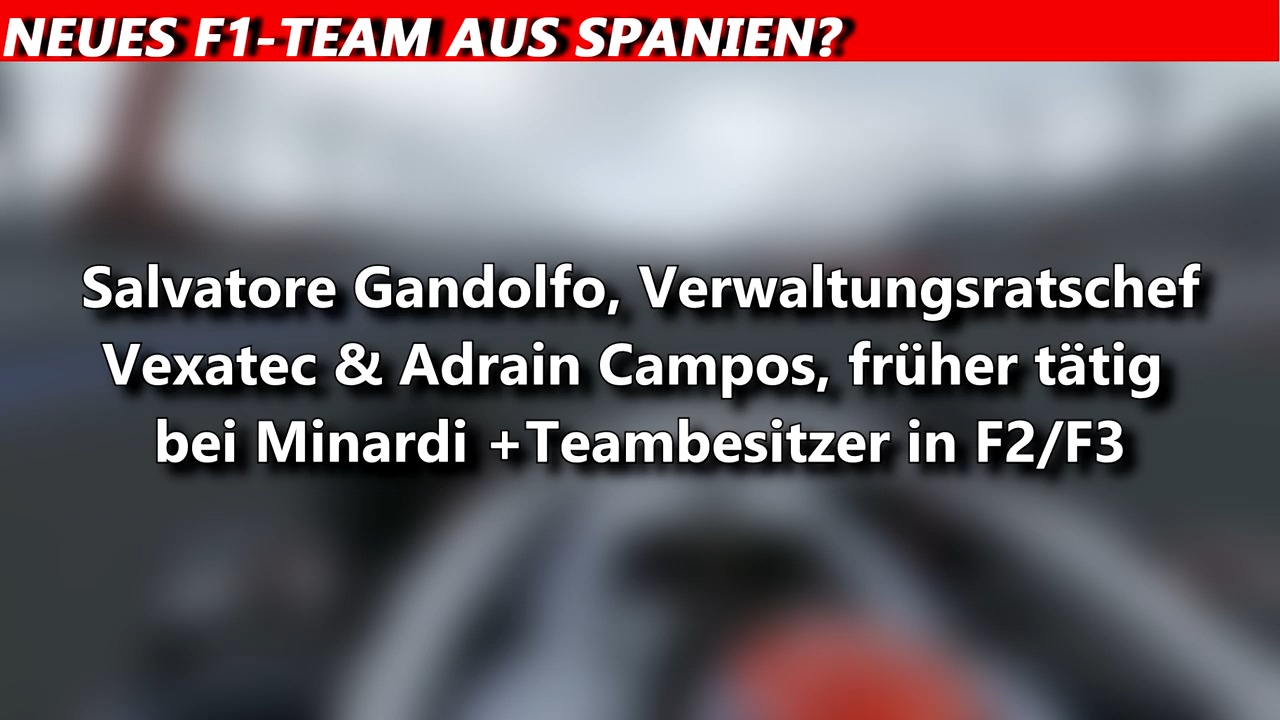 NEUES F1-TEAM AUS SPANIEN?
Salvatore Gandolfo, Verwaltungsratschef
Vexatec & Adrain Campos, früher tätig
bei Minardi +Teambesitzer in F2/F3